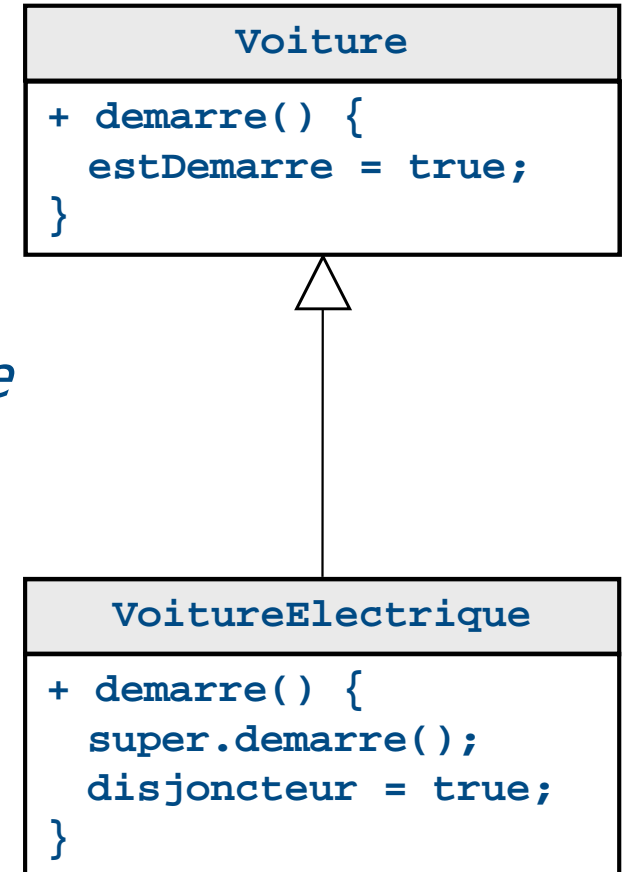 Voiture
+ demarre() {
estDemarre = true;
}
e
VoitureElectrique
+ demarre() {
super.demarre();
disjoncteur = true;
}